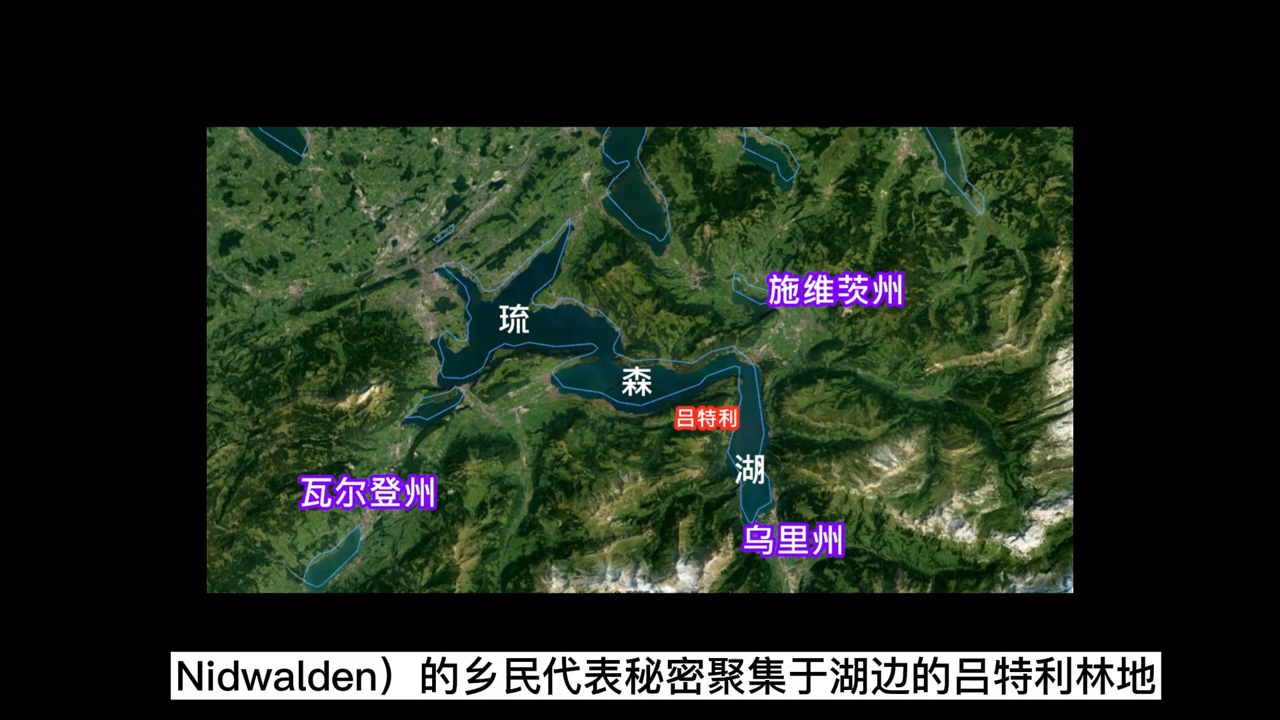 施维茨州
琉
森
吕特利
湖
瓦尔登州
乌里州
Nidwalden）的乡民代表秘密聚集于湖边的吕特利林地